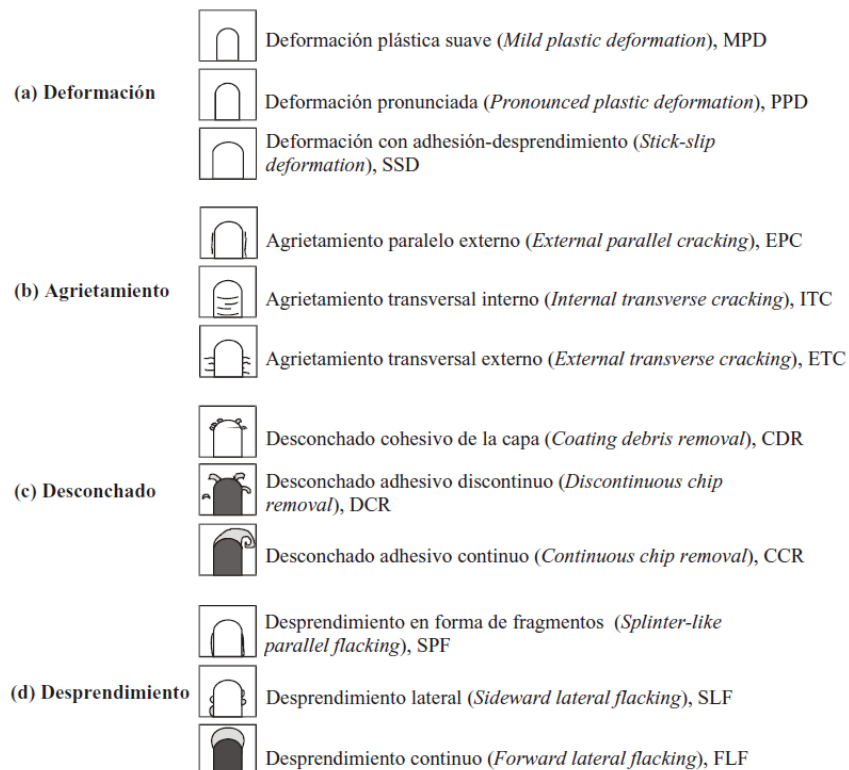 Deformación plástica suave (Mild plastic deformation), MPD
(a) Deformación
Deformación pronunciada (Pronounced plastic deformation), PPD
Deformación con adhesión-desprendimiento (Stick-slip
deformation), SSD
Agrietamiento paralelo externo (External parallel cracking), EPC
(b) Agrietamiento
Agrietamiento transversal interno (Internal transverse cracking), ITC
Agrietamiento transversal externo (External transverse cracking), ETC
Desconchado cohesivo de la capa (Coating debris removal), CDR
(c) Desconchado
Desconchado adhesivo discontinuo (Discontinuous chip
removal), DCR
Desconchado adhesivo continuo (Continuous chip removal), CCR
Desprendimiento en forma de fragmentos (Splinter-like
parallel flacking), SPF
(d) Desprendimiento
Desprendimiento lateral (Sideward lateral flacking), SLF
Desprendimiento continuo (Forward lateral flacking), FLF